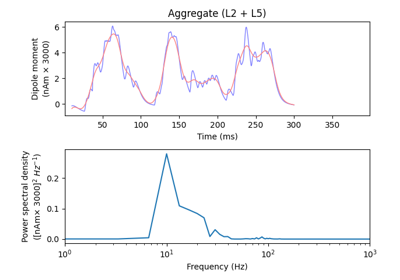 Aggregate (L2 + L5)
Dipole moment
(nAm × 3000)
6
4
2
0
50 100 150 200 250 300 350
Time (ms)
Power spectral density
([nAm× 3000]² Hz⁻¹)
0.2
0.1
0.0
10⁰ 10¹ 10² 10³
Frequency (Hz)